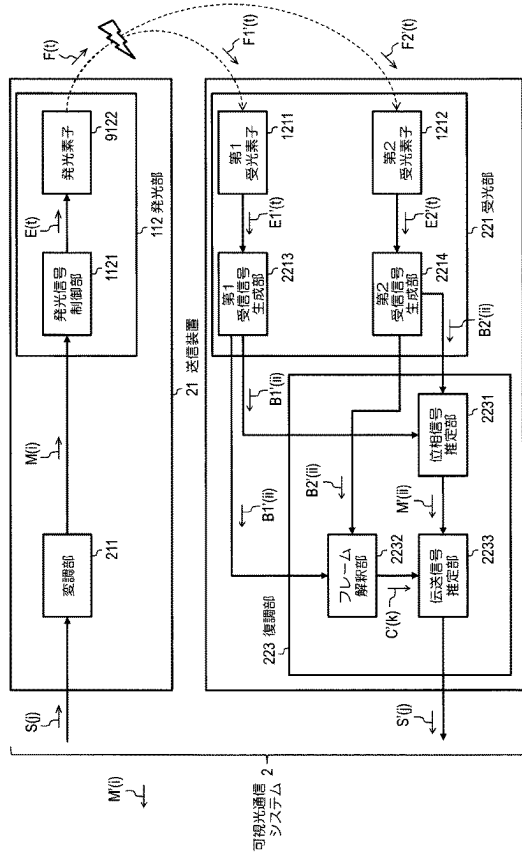 可視光通信
システム 2
M'(i)
S(j)
変調部
211
M(i)
21 送信装置
発光信号
制御部
1121
E(t)
発光素子
9122
112 発光部
F(t)
F1'(t)
F2'(t)
第1
受光素子
1211
E1'(t)
第1
受信信号
生成部
2213
第2
受光素子
1212
E2'(t)
第2
受信信号
生成部
2214
221 受光部
B1'(ii)
B1'(ii)
B2'(ii)
B2'(ii)
223 復調部
フレーム
解釈部
2232
C'(k)
位相信号
推定部
2231
M'(ii)
伝送信号
推定部
2233
S'(j)